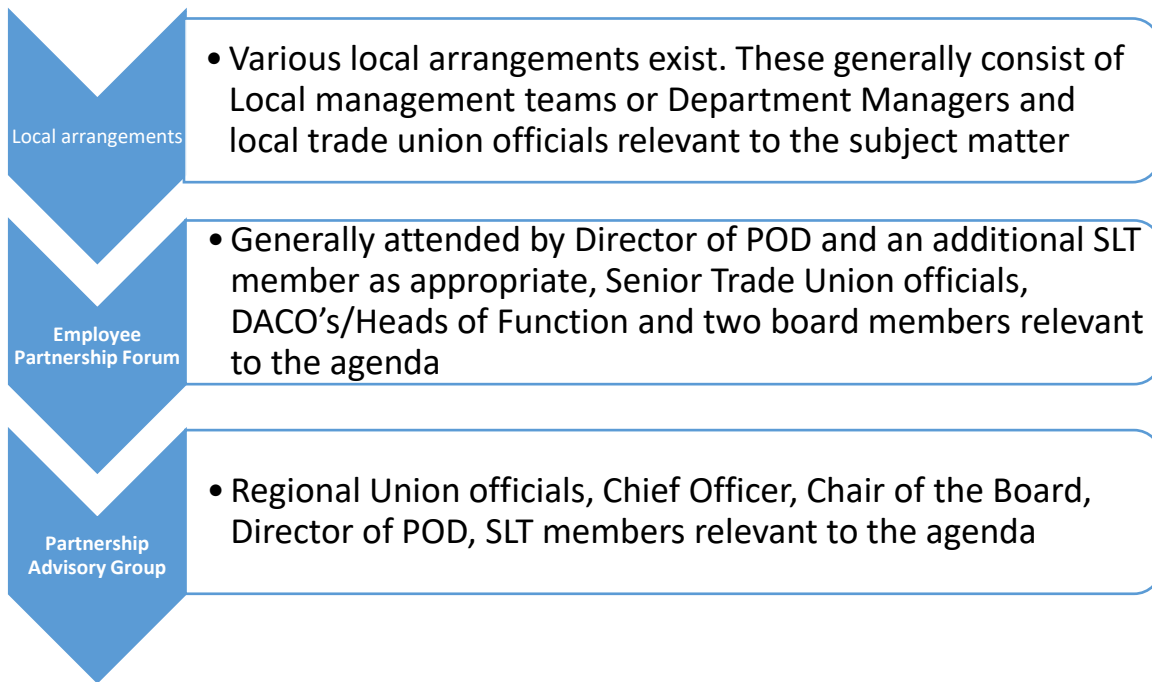 Local arrangements
• Various local arrangements exist. These generally consist of
Local management teams or Department Managers and
local trade union officials relevant to the subject matter
Employee
Partnership Forum
• Generally attended by Director of POD and an additional SLT
member as appropriate, Senior Trade Union officials,
DACO’s/Heads of Function and two board members relevant
to the agenda
Partnership
Advisory Group
• Regional Union officials, Chief Officer, Chair of the Board,
Director of POD, SLT members relevant to the agenda